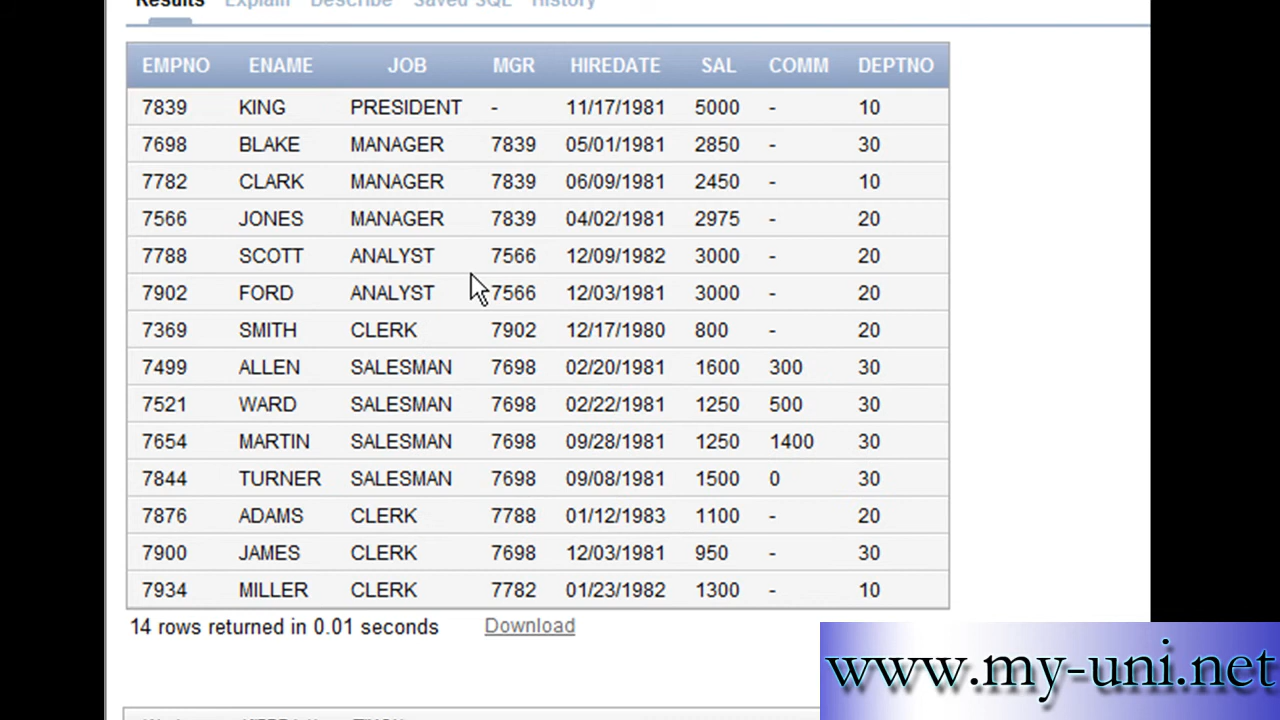 Results Explain Describe Saved SQL History
EMPNO ENAME JOB MGR HIREDATE SAL COMM DEPTNO
7839 KING PRESIDENT - 11/17/1981 5000 - 10
7698 BLAKE MANAGER 7839 05/01/1981 2850 - 30
7782 CLARK MANAGER 7839 06/09/1981 2450 - 10
7566 JONES MANAGER 7839 04/02/1981 2975 - 20
7788 SCOTT ANALYST 7566 12/09/1982 3000 - 20
7902 FORD ANALYST 7566 12/03/1981 3000 - 20
7369 SMITH CLERK 7902 12/17/1980 800 - 20
7499 ALLEN SALESMAN 7698 02/20/1981 1600 300 30
7521 WARD SALESMAN 7698 02/22/1981 1250 500 30
7654 MARTIN SALESMAN 7698 09/28/1981 1250 1400 30
7844 TURNER SALESMAN 7698 09/08/1981 1500 0 30
7876 ADAMS CLERK 7788 01/12/1983 1100 - 20
7900 JAMES CLERK 7698 12/03/1981 950 - 30
7934 MILLER CLERK 7782 01/23/1982 1300 - 10
14 rows returned in 0.01 seconds Download
www.my-uni.net